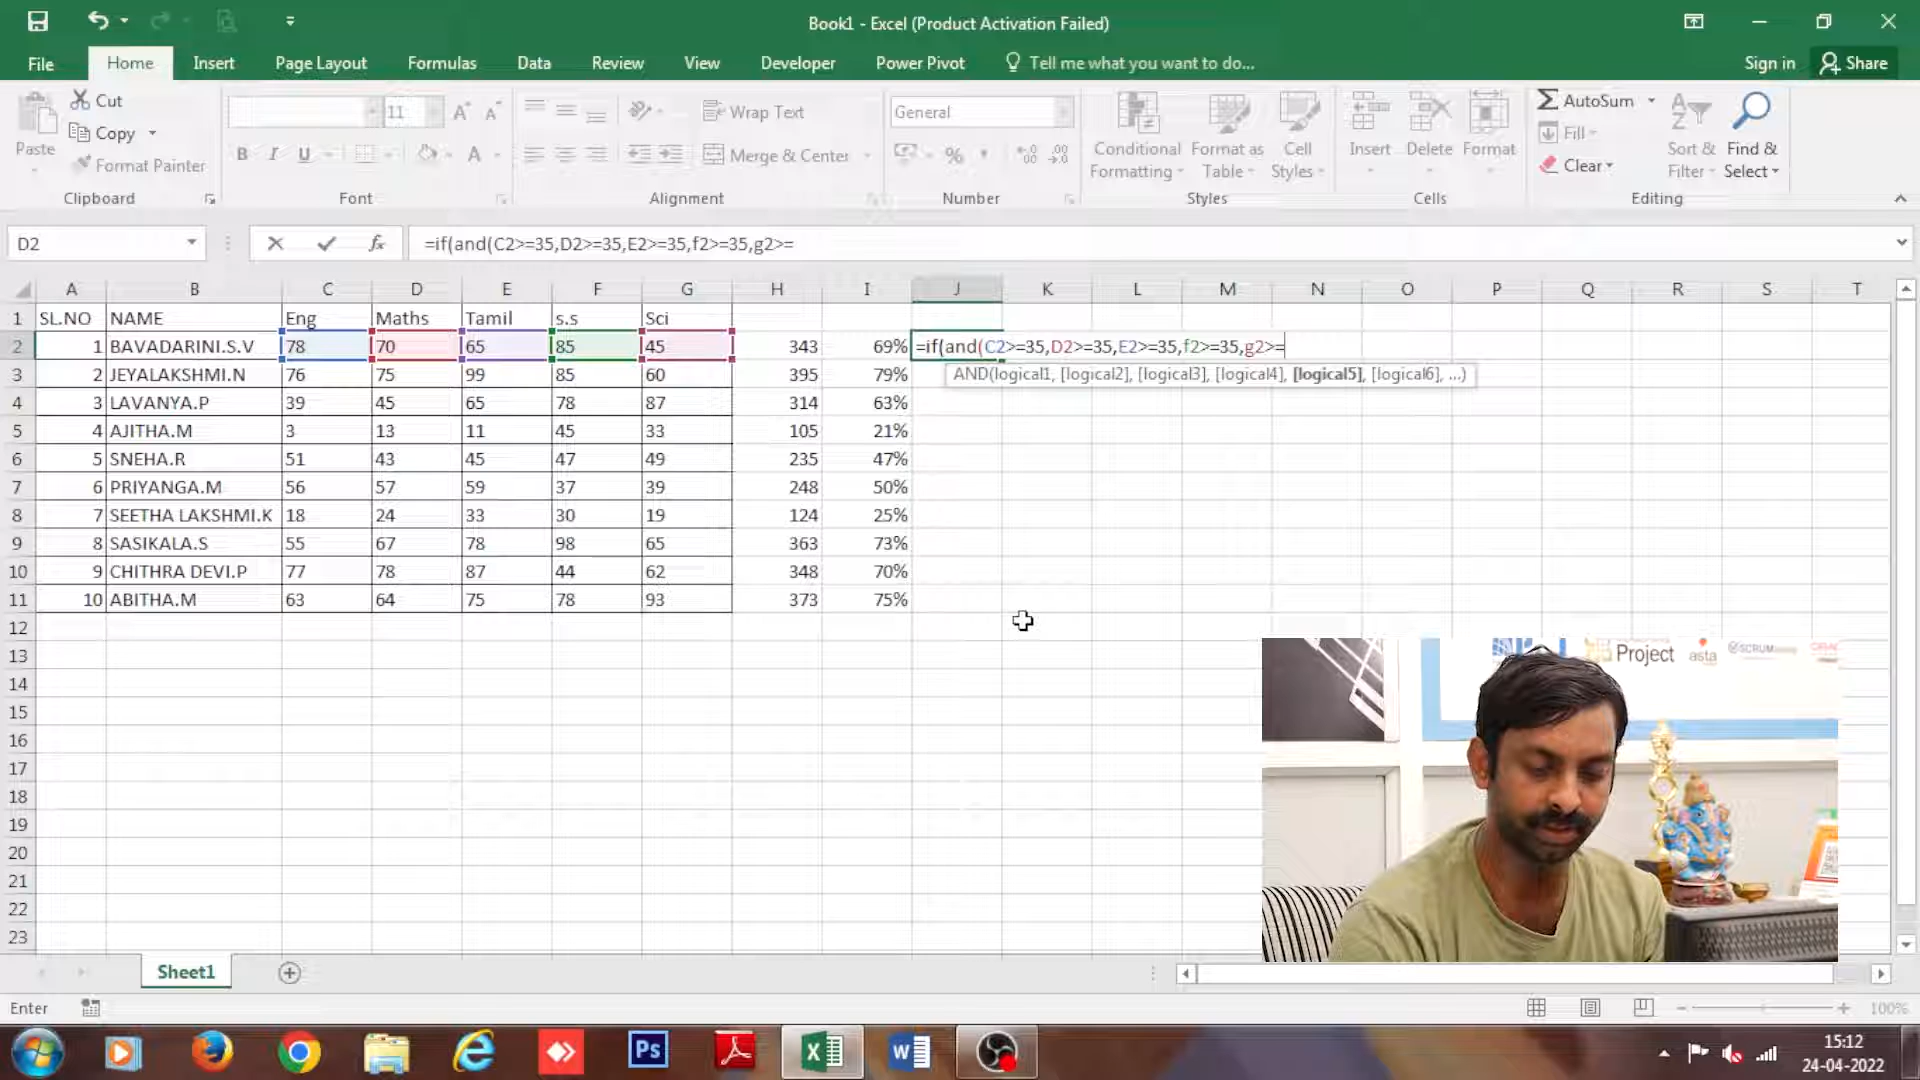 Book1 - Excel (Product Activation Failed)
File Home Insert Page Layout Formulas Data Review View Developer Power Pivot Tell me what you want to do... Sign in Share
Paste
Cut
Copy
Format Painter
Clipboard
11
B I U
Font
Wrap Text
Merge & Center
Alignment
General
%
Number
Conditional Formatting
Format as Table
Cell Styles
Styles
Insert
Delete
Format
Cells
AutoSum
Fill
Clear
Sort & Filter
Find & Select
Editing
D2 fx =if(and(C2>=35,D2>=35,E2>=35,f2>=35,g2>=
A B C D E F G H I J K L M N O P Q R S T
1 SL.NO NAME Eng Maths Tamil s.s Sci
2 1 BAVADARINI.S.V 78 70 65 85 45 343 69% =if(and(C2>=35,D2>=35,E2>=35,f2>=35,g2>=
3 2 JEYALAKSHMI.N 76 75 99 85 60 395 79% AND(logical1, [logical2], [logical3], [logical4], [logical5], [logical6], ...)
4 3 LAVANYA.P 39 45 65 78 87 314 63%
5 4 AJITHA.M 3 13 11 45 33 105 21%
6 5 SNEHA.R 51 43 45 47 49 235 47%
7 6 PRIYANGA.M 56 57 59 37 39 248 50%
8 7 SEETHA LAKSHMI.K 18 24 33 30 19 124 25%
9 8 SASIKALA.S 55 67 78 98 65 363 73%
10 9 CHITHRA DEVI.P 77 78 87 44 62 348 70%
11 10 ABITHA.M 63 64 75 78 93 373 75%
12
13
14
15
16
17
18
19
20
21
22
23
Project asta SCRUM
Sheet1
Enter 100%
Ps
15:12
24-04-2022